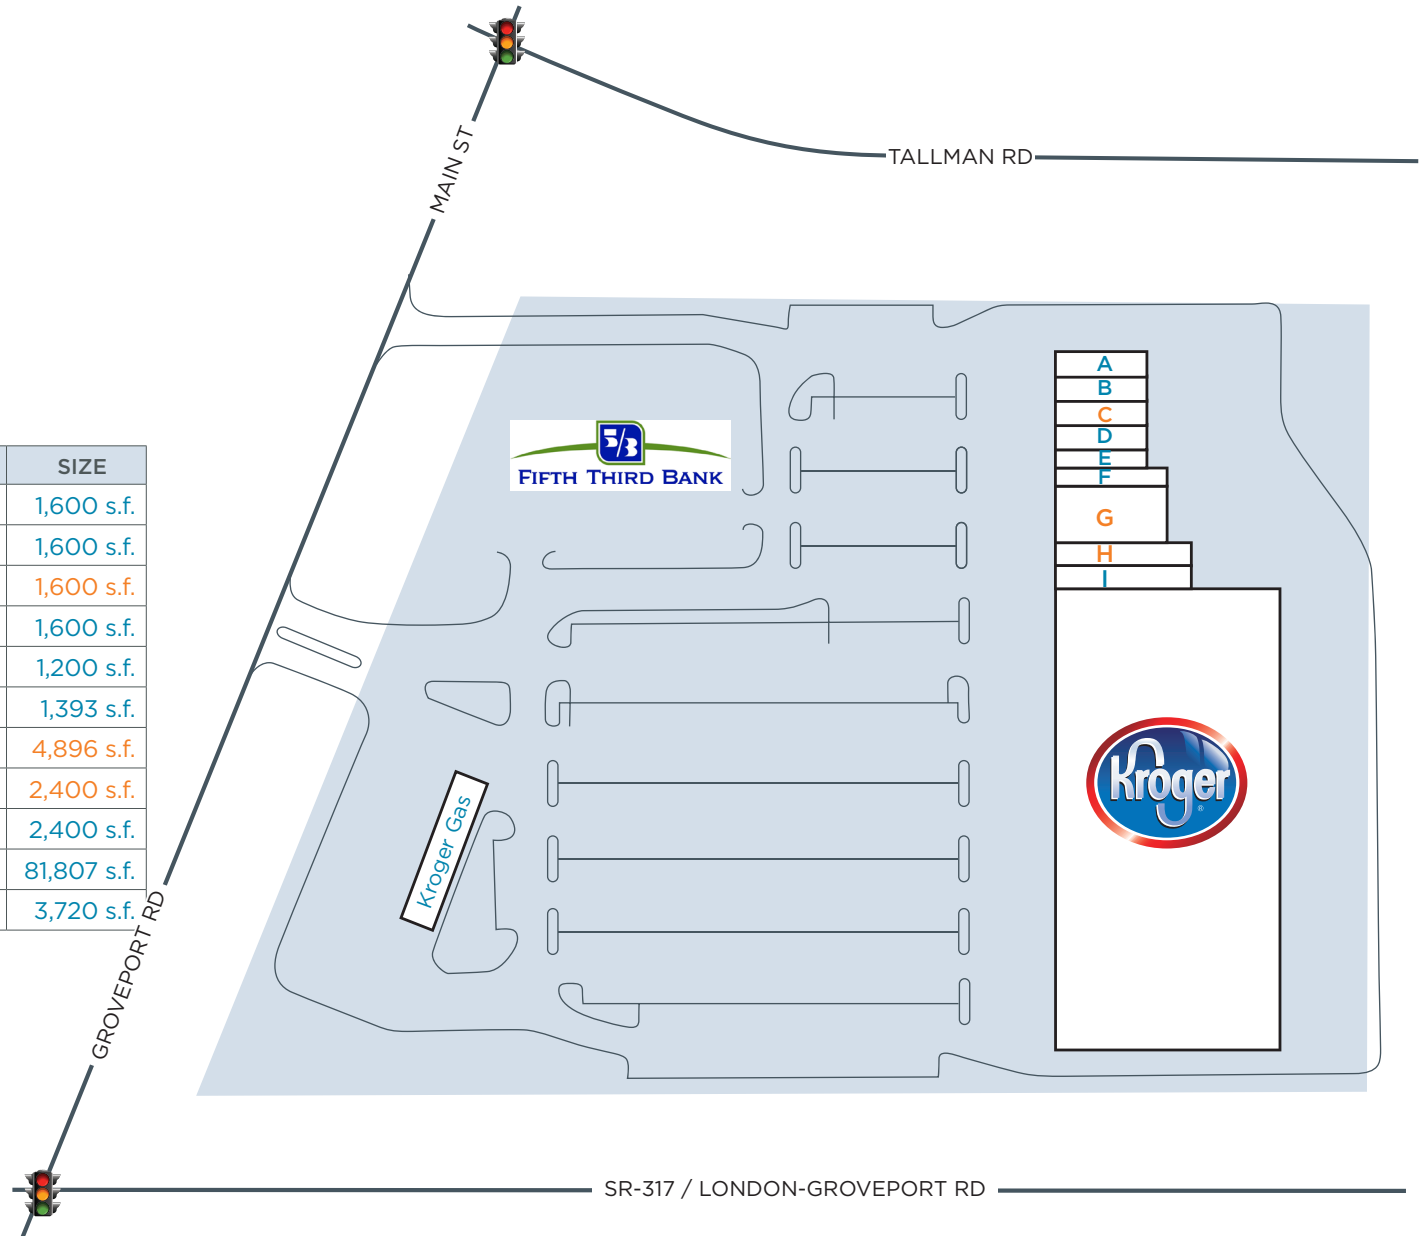 MAIN ST
TALLMAN RD
SIZE
1,600 s.f.
1,600 s.f.
1,600 s.f.
1,600 s.f.
1,200 s.f.
1,393 s.f.
4,896 s.f.
2,400 s.f.
2,400 s.f.
81,807 s.f.
3,720 s.f.
5/3
FIFTH THIRD BANK
A
B
C
D
E
F
G
H
I
Kroger
®
Kroger Gas
GROVEPORT RD
SR-317 / LONDON-GROVEPORT RD